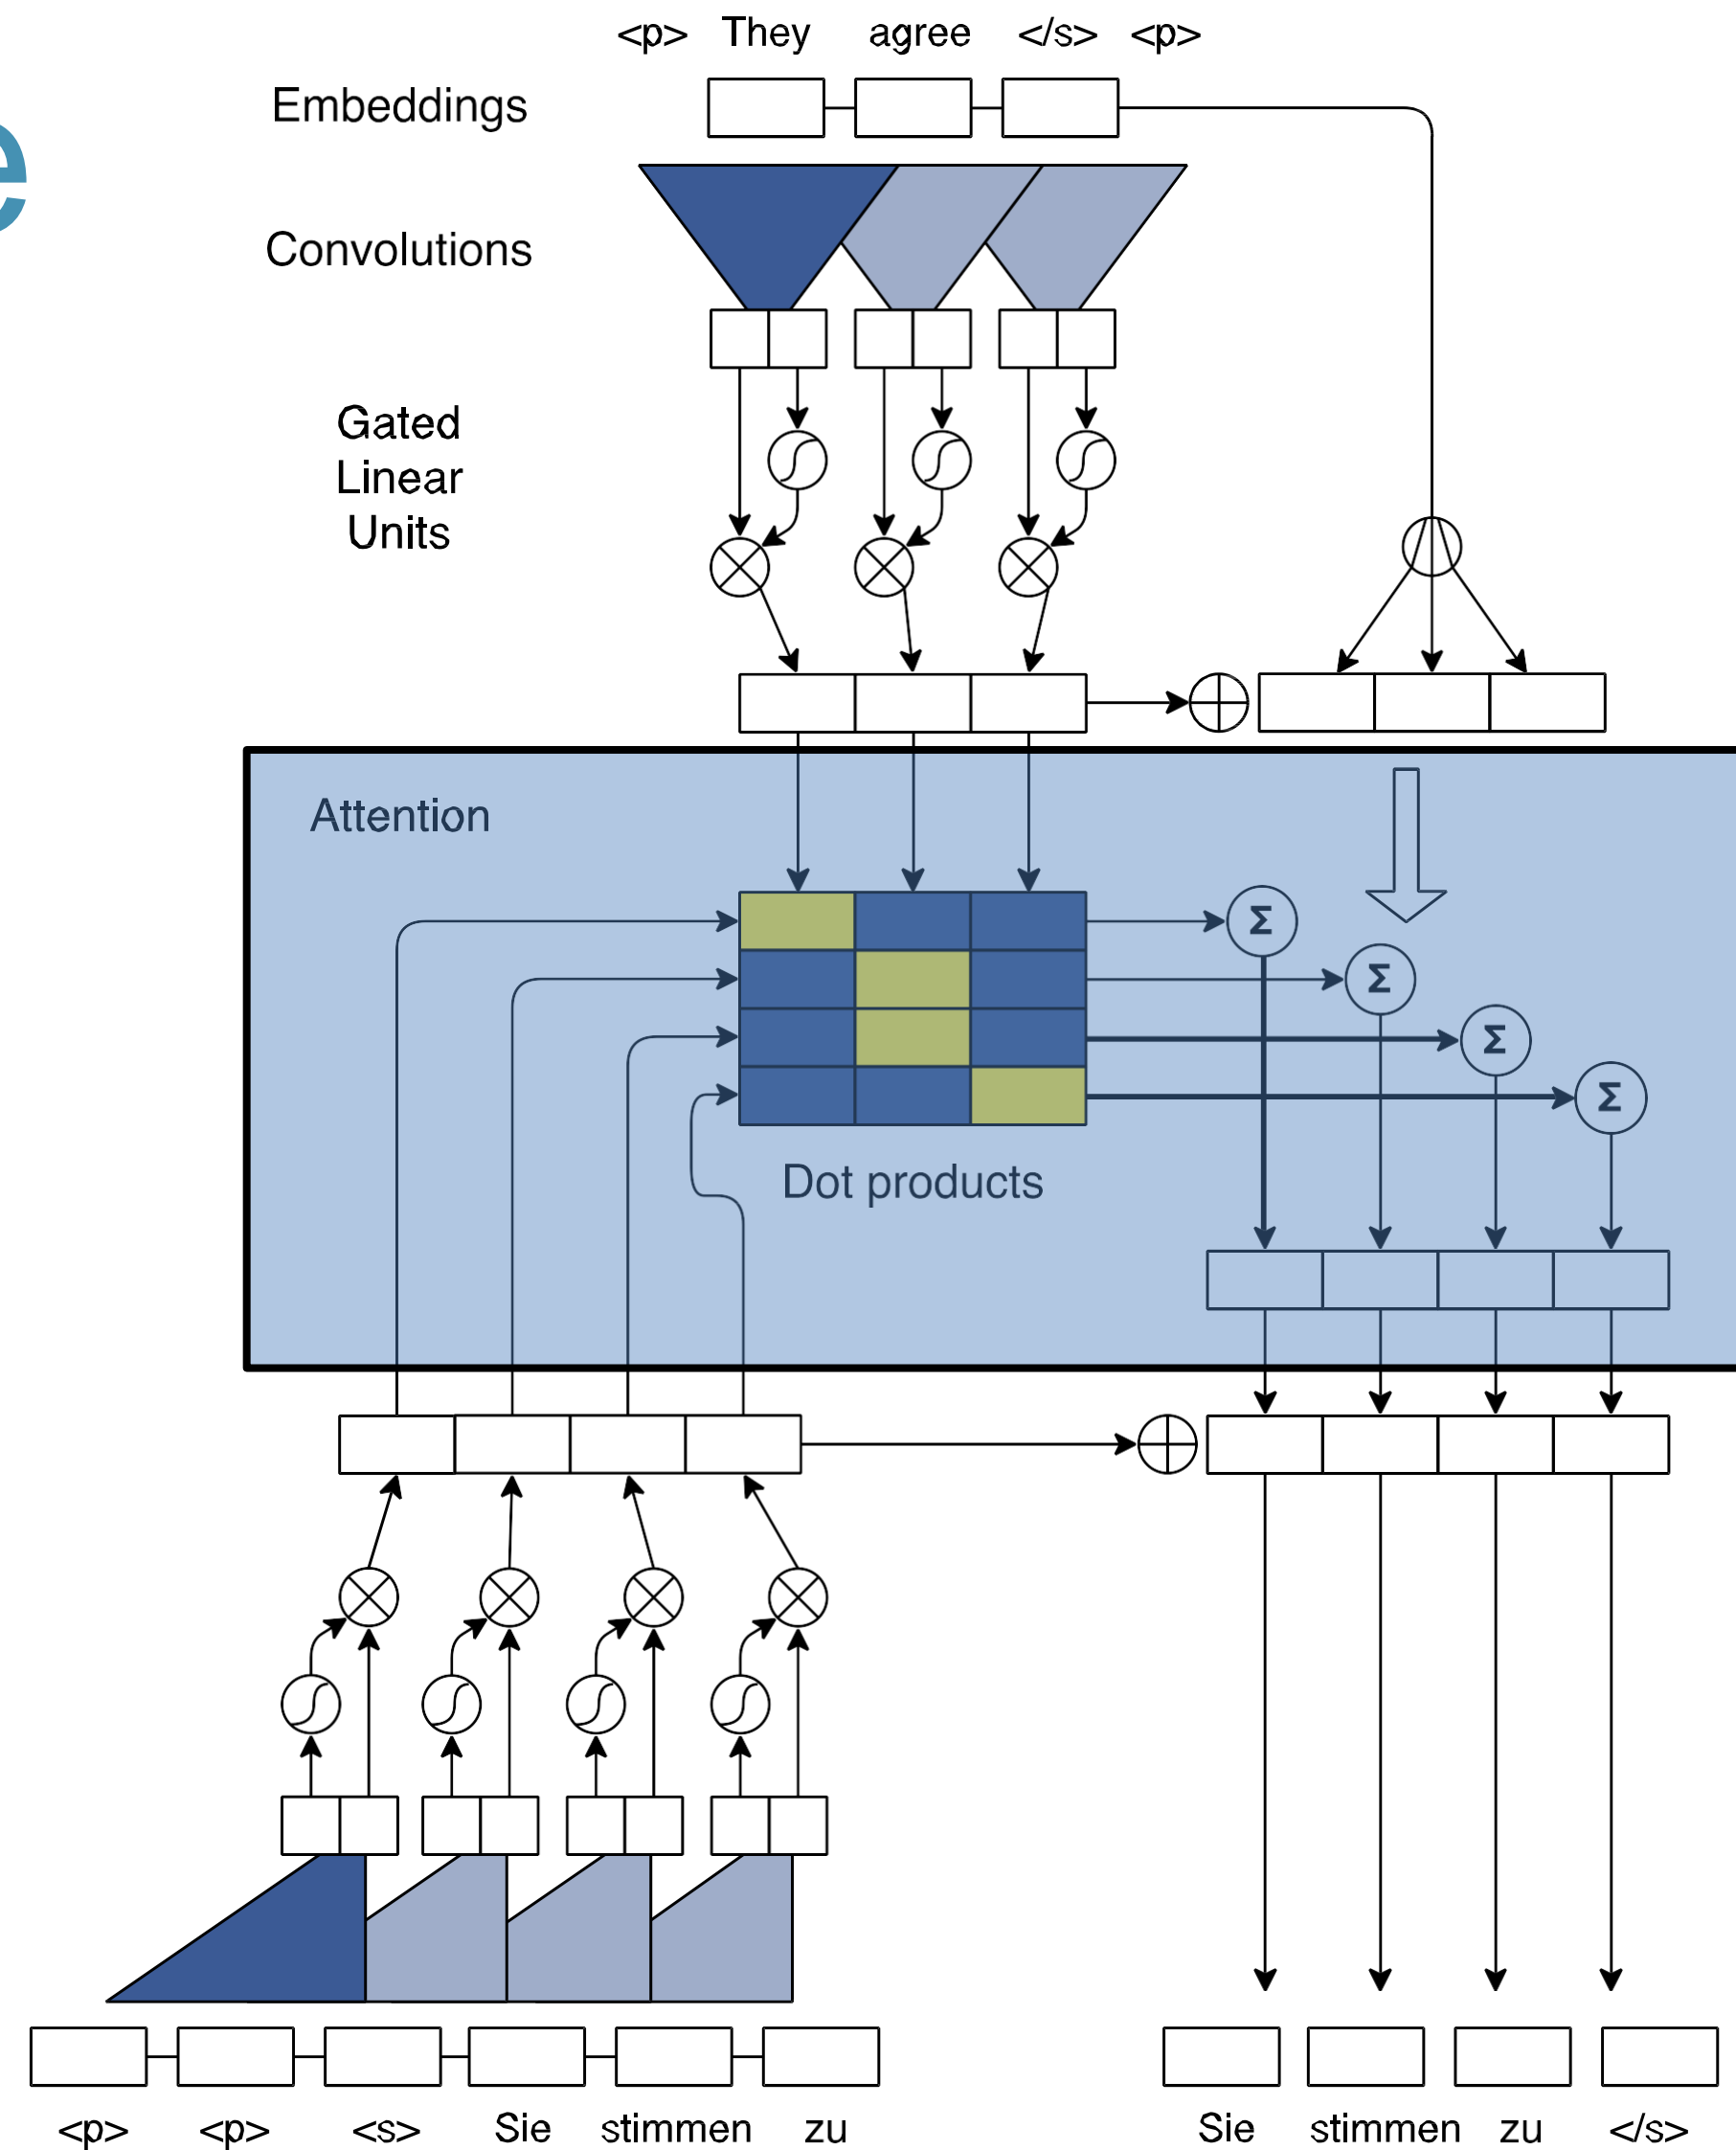 e
<p> They agree </s> <p>
Embeddings
Convolutions
Gated
Linear
Units
Attention
Σ
Σ
Σ
Σ
Dot products
<p> <p> <s> Sie stimmen zu
Sie stimmen zu </s>